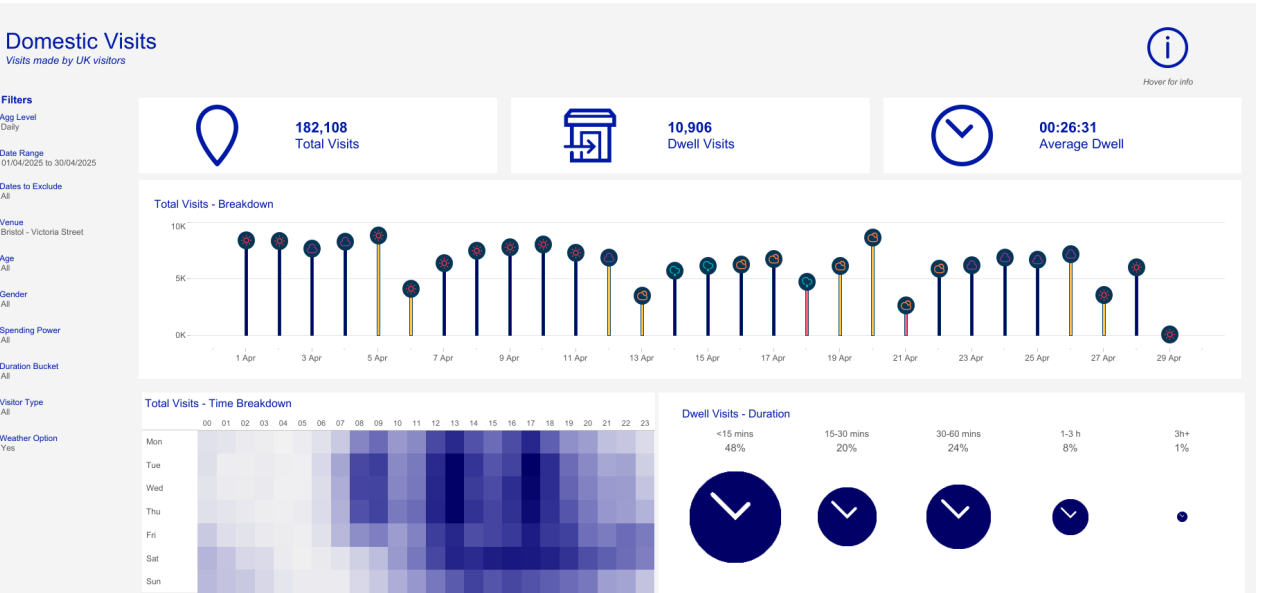 Domestic Visits
Visits made by UK visitors
Hover for info
Filters
Agg Level
Daily
Date Range
01/04/2025 to 30/04/2025
Dates to Exclude
All
Venue
Bristol - Victoria Street
Age
All
Gender
All
Spending Power
All
Duration Bucket
All
Visitor Type
All
Weather Option
Yes
182,108
Total Visits
10,906
Dwell Visits
00:26:31
Average Dwell
Total Visits - Breakdown
10K
5K
0K
1 Apr 3 Apr 5 Apr 7 Apr 9 Apr 11 Apr 13 Apr 15 Apr 17 Apr 19 Apr 21 Apr 23 Apr 25 Apr 27 Apr 29 Apr
Total Visits - Time Breakdown
00 01 02 03 04 05 06 07 08 09 10 11 12 13 14 15 16 17 18 19 20 21 22 23
Mon
Tue
Wed
Thu
Fri
Sat
Sun
Dwell Visits - Duration
<15 mins 15-30 mins 30-60 mins 1-3 h 3h+
48% 20% 24% 8% 1%